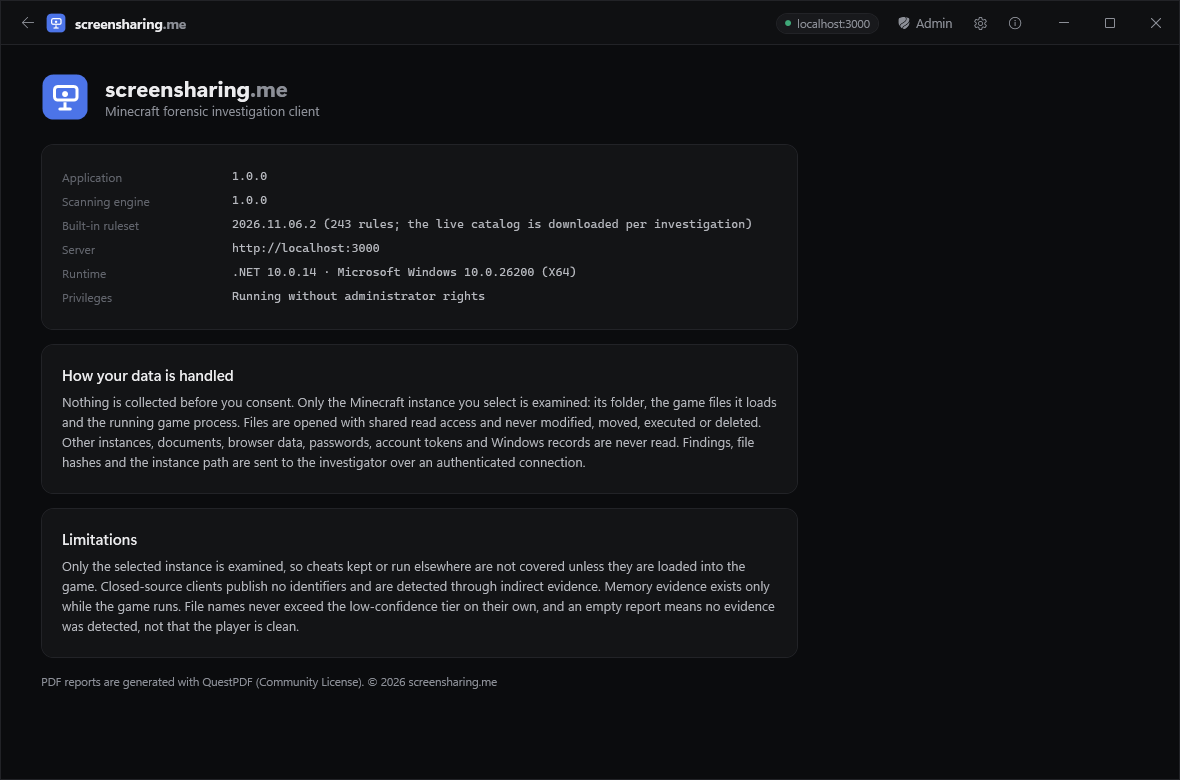 screensharing.me
localhost:3000
Admin
screensharing.me
Minecraft forensic investigation client
Application 1.0.0
Scanning engine 1.0.0
Built-in ruleset 2026.11.06.2 (243 rules; the live catalog is downloaded per investigation)
Server http://localhost:3000
Runtime .NET 10.0.14 · Microsoft Windows 10.0.26200 (X64)
Privileges Running without administrator rights
How your data is handled
Nothing is collected before you consent. Only the Minecraft instance you select is examined: its folder, the game files it loads
and the running game process. Files are opened with shared read access and never modified, moved, executed or deleted.
Other instances, documents, browser data, passwords, account tokens and Windows records are never read. Findings, file
hashes and the instance path are sent to the investigator over an authenticated connection.
Limitations
Only the selected instance is examined, so cheats kept or run elsewhere are not covered unless they are loaded into the
game. Closed-source clients publish no identifiers and are detected through indirect evidence. Memory evidence exists only
while the game runs. File names never exceed the low-confidence tier on their own, and an empty report means no evidence
was detected, not that the player is clean.
PDF reports are generated with QuestPDF (Community License). © 2026 screensharing.me